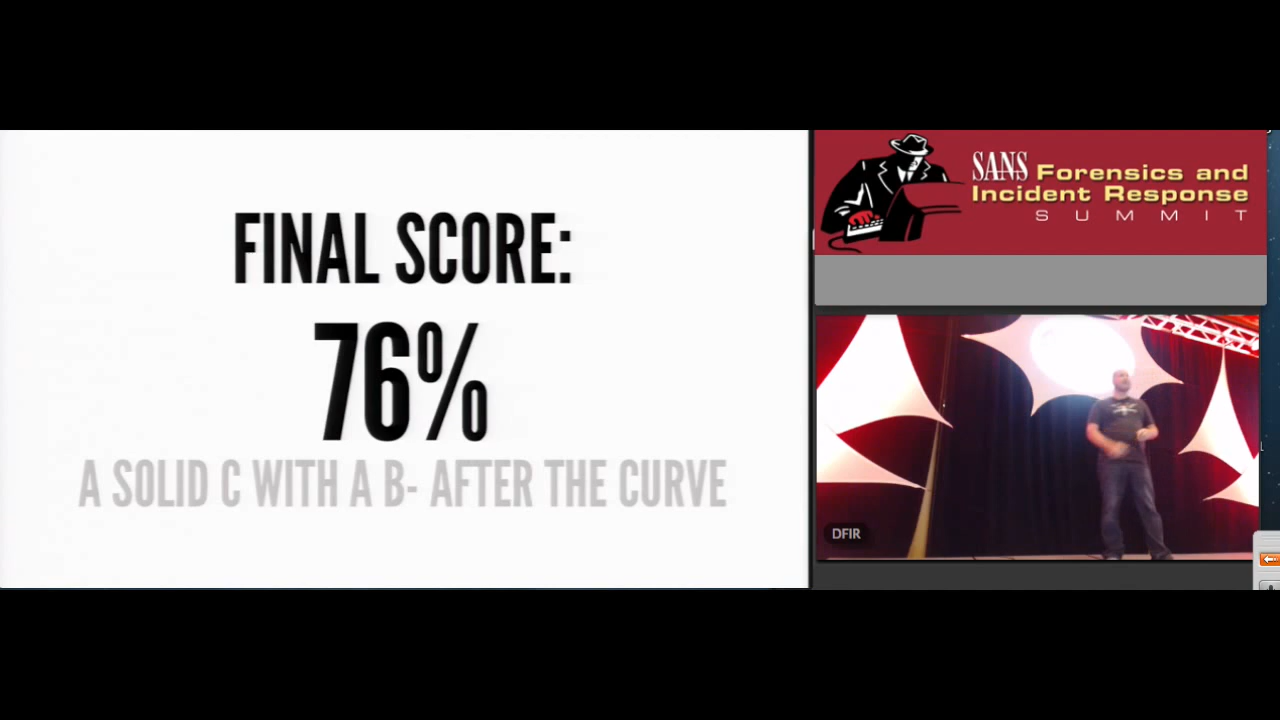 FINAL SCORE:
76%
A SOLID C WITH A B- AFTER THE CURVE
SANS Forensics and
Incident Response
SUMMIT
DFIR